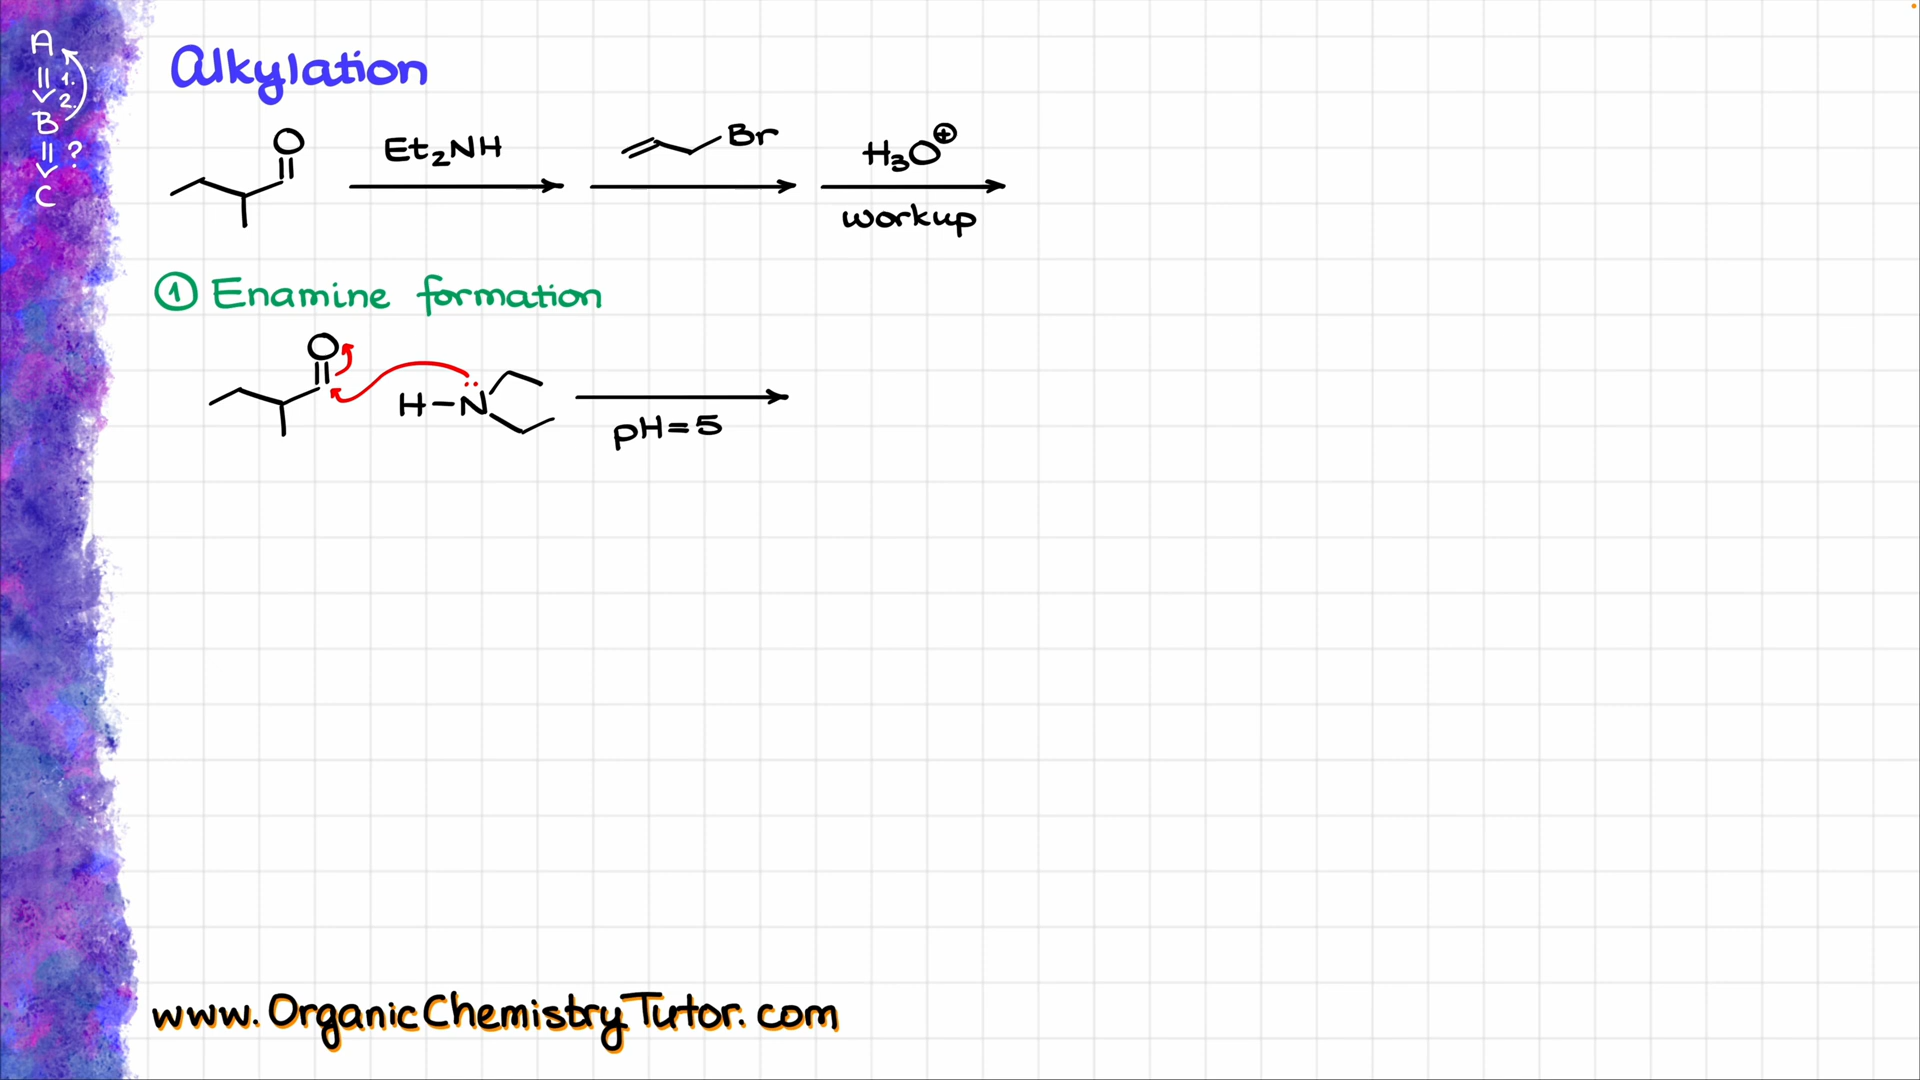 A
1.
2.
B
?
C
Alkylation
O
Et₂NH
Br
H₃O⊕
workup
① Enamine formation
O
H–N
pH=5
www.OrganicChemistryTutor.com